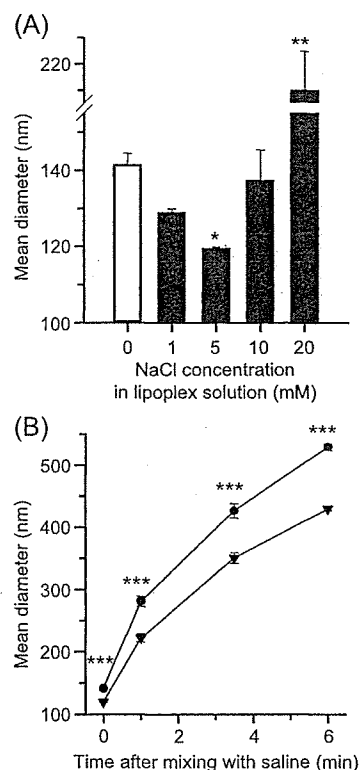 (A)
**
220
Mean diameter (nm)
140
*
120
100
0 1 5 10 20
NaCl concentration
in lipoplex solution (mM)
(B)
***
500
***
400
Mean diameter (nm)
***
300
200
***
100
0 2 4 6
Time after mixing with saline (min)